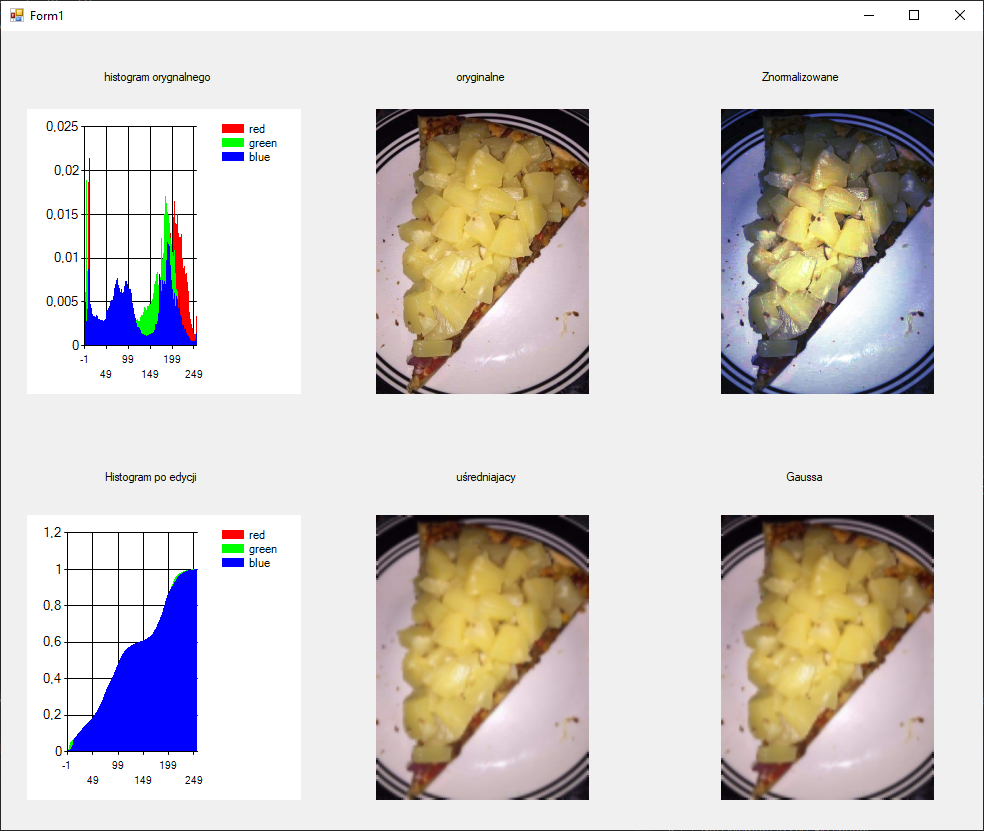 Form1
histogram orygnalnego
oryginalne
Znormalizowane
0,025
0,02
0,015
0,01
0,005
0
-1
99
199
49
149
249
red
green
blue
Histogram po edycji
uśredniajacy
Gaussa
1,2
1
0,8
0,6
0,4
0,2
0
-1
99
199
49
149
249
red
green
blue